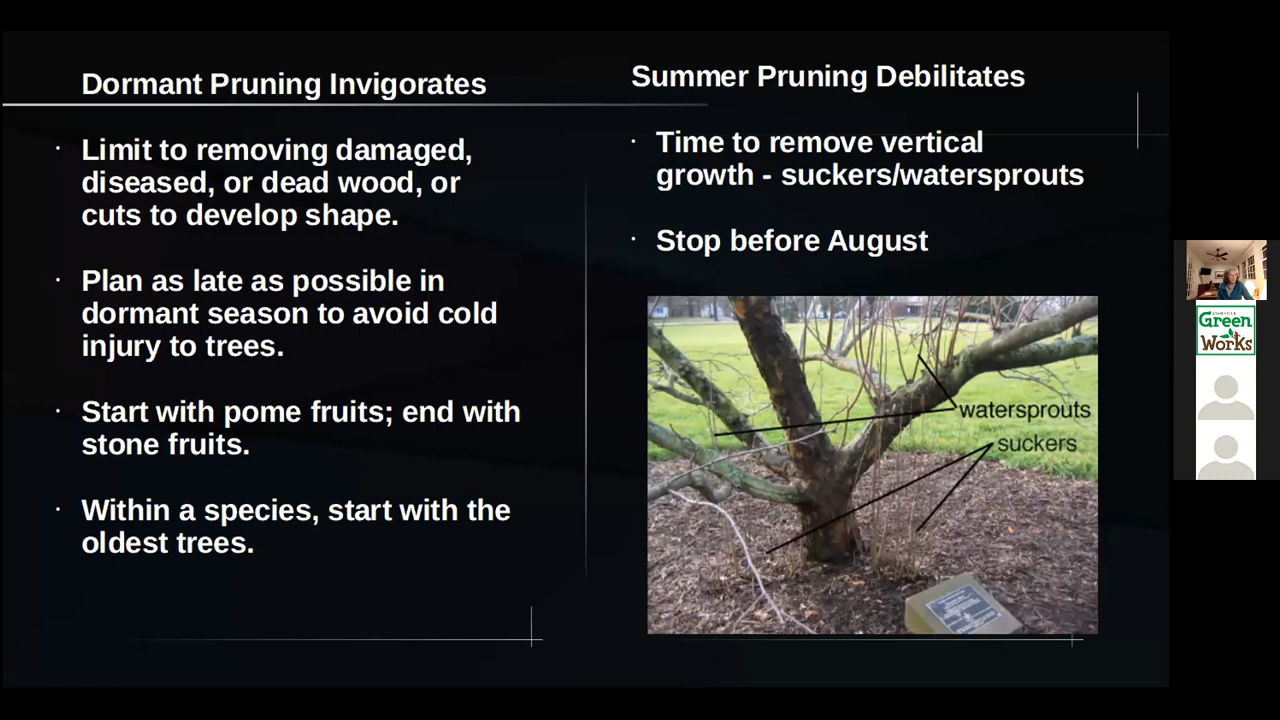 Dormant Pruning Invigorates
· Limit to removing damaged,
diseased, or dead wood, or
cuts to develop shape.
· Plan as late as possible in
dormant season to avoid cold
injury to trees.
· Start with pome fruits; end with
stone fruits.
· Within a species, start with the
oldest trees.
Summer Pruning Debilitates
· Time to remove vertical
growth - suckers/watersprouts
· Stop before August
watersprouts
suckers
ASHEVILLE
Green
Works